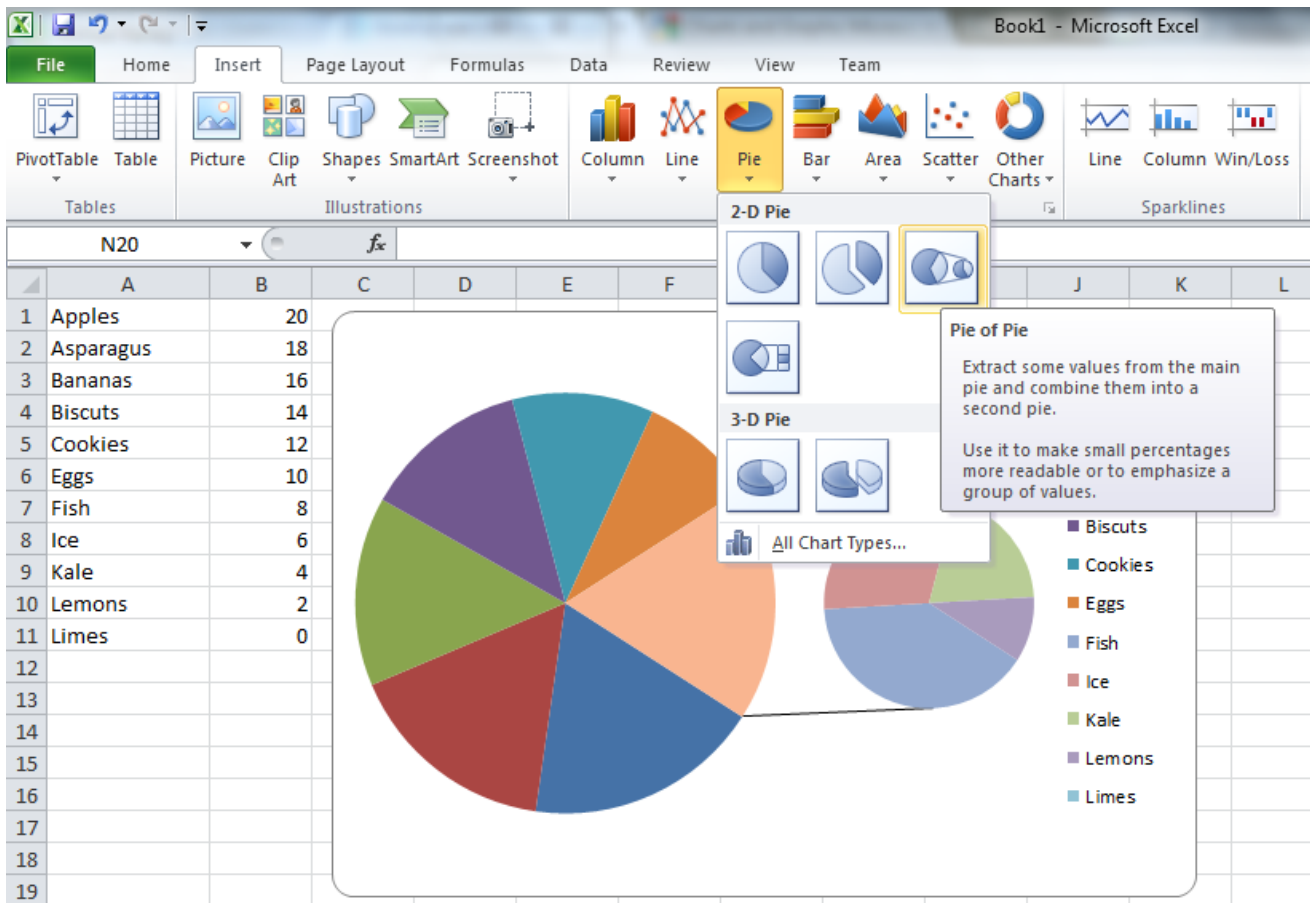 Book1 - Microsoft Excel
File Home Insert Page Layout Formulas Data Review View Team
PivotTable Table Picture Clip Art Shapes SmartArt Screenshot Column Line Pie Bar Area Scatter Other Charts Line Column Win/Loss
Tables Illustrations Sparklines
2-D Pie
N20 fx
A B C D E F J K L
1 Apples 20
2 Asparagus 18
3 Bananas 16
4 Biscuts 14
5 Cookies 12
6 Eggs 10
7 Fish 8
8 Ice 6
9 Kale 4
10 Lemons 2
11 Limes 0
12
13
14
15
16
17
18
19
Pie of Pie
Extract some values from the main
pie and combine them into a
second pie.
Use it to make small percentages
more readable or to emphasize a
group of values.
3-D Pie
All Chart Types...
Biscuts
Cookies
Eggs
Fish
Ice
Kale
Lemons
Limes